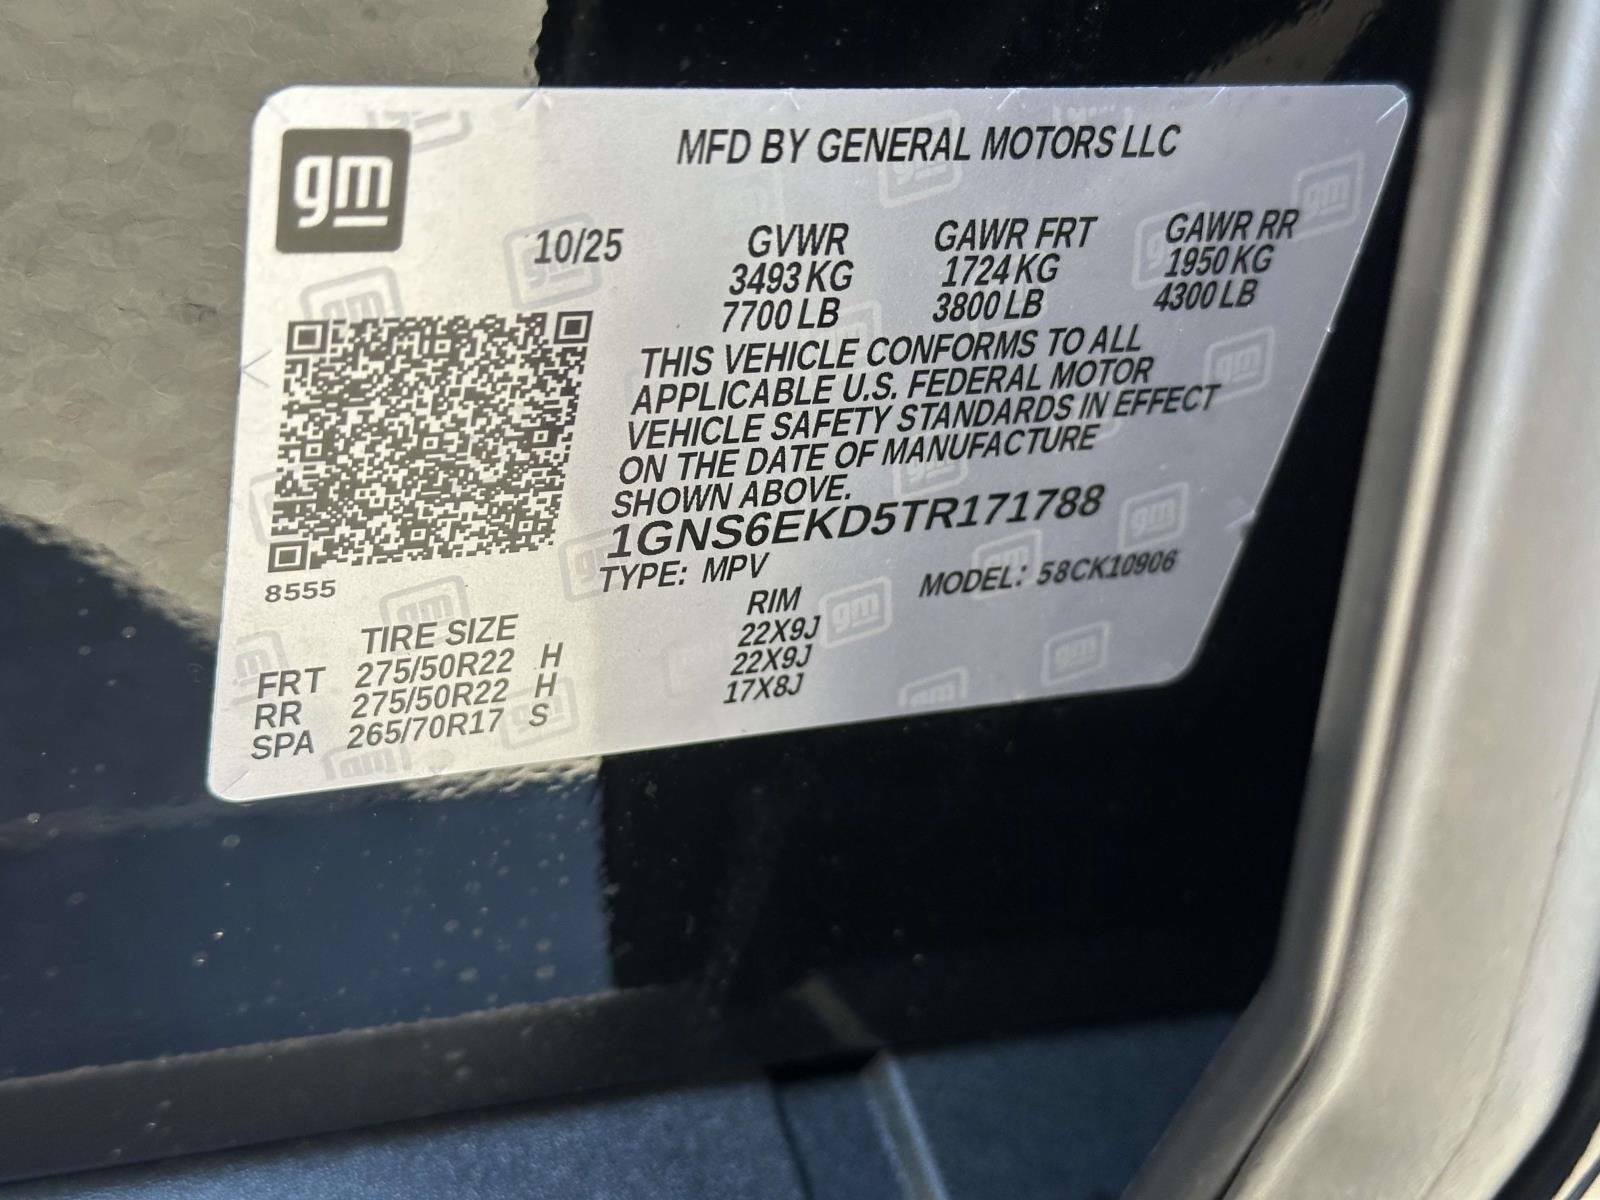 gm
MFD BY GENERAL MOTORS LLC
10/25 GVWR GAWR FRT GAWR RR
3493 KG 1724 KG 1950 KG
7700 LB 3800 LB 4300 LB
THIS VEHICLE CONFORMS TO ALL
APPLICABLE U.S. FEDERAL MOTOR
VEHICLE SAFETY STANDARDS IN EFFECT
ON THE DATE OF MANUFACTURE
SHOWN ABOVE.
1GNS6EKD5TR171788
TYPE: MPV MODEL: 58CK10906
8555
TIRE SIZE RIM
FRT 275/50R22 H 22X9J
RR 275/50R22 H 22X9J
SPA 265/70R17 S 17X8J